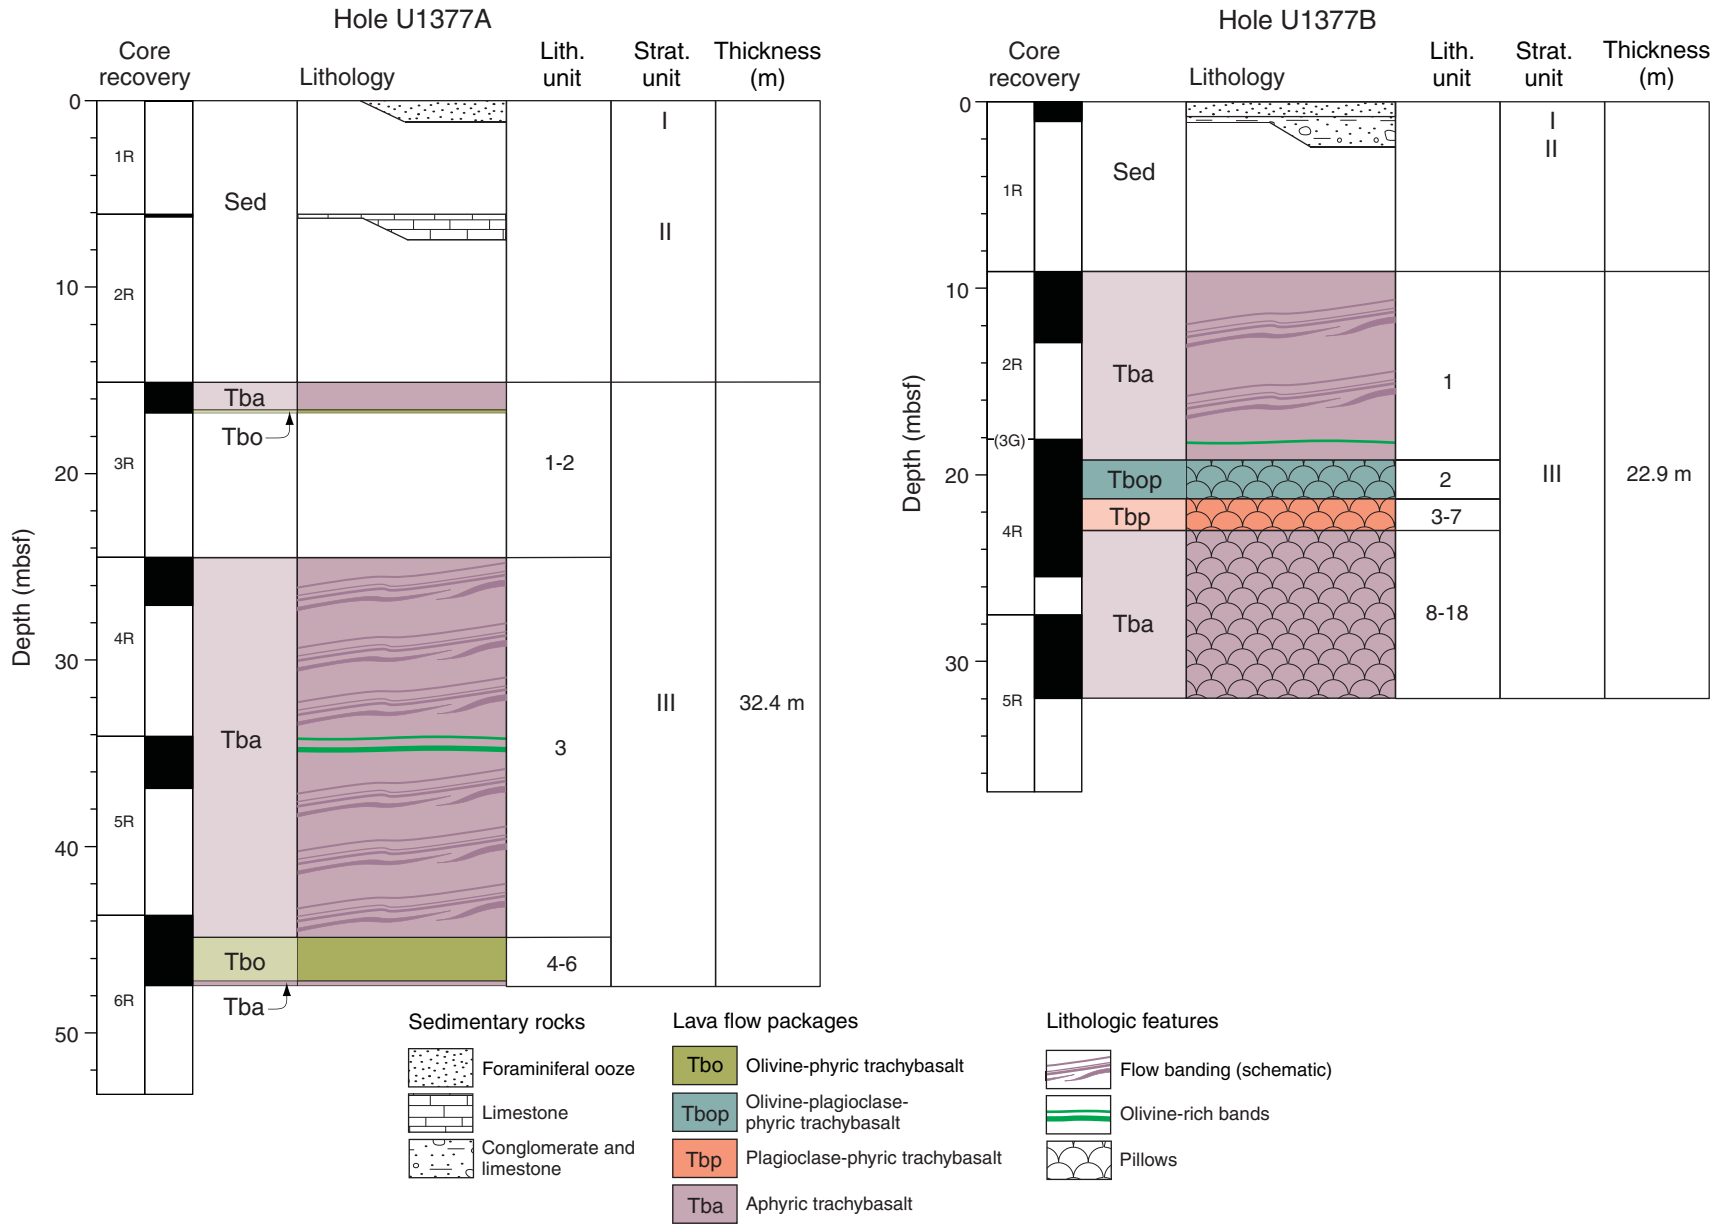 Hole U1377A
Core recovery
Lithology
Lith. unit
Strat. unit
Thickness (m)
Depth (mbsf)
0
10
20
30
40
50
1R
2R
3R
4R
5R
6R
Sed
Tba
Tbo
Tba
Tbo
Tba
1-2
3
4-6
I
II
III
32.4 m
Hole U1377B
Core recovery
Lithology
Lith. unit
Strat. unit
Thickness (m)
Depth (mbsf)
0
10
20
30
1R
2R
(3G)
4R
5R
Sed
Tba
Tbop
Tbp
Tba
1
2
3-7
8-18
I
II
III
22.9 m
Sedimentary rocks
Foraminiferal ooze
Limestone
Conglomerate and
limestone
Lava flow packages
Tbo Olivine-phyric trachybasalt
Tbop Olivine-plagioclase-
phyric trachybasalt
Tbp Plagioclase-phyric trachybasalt
Tba Aphyric trachybasalt
Lithologic features
Flow banding (schematic)
Olivine-rich bands
Pillows